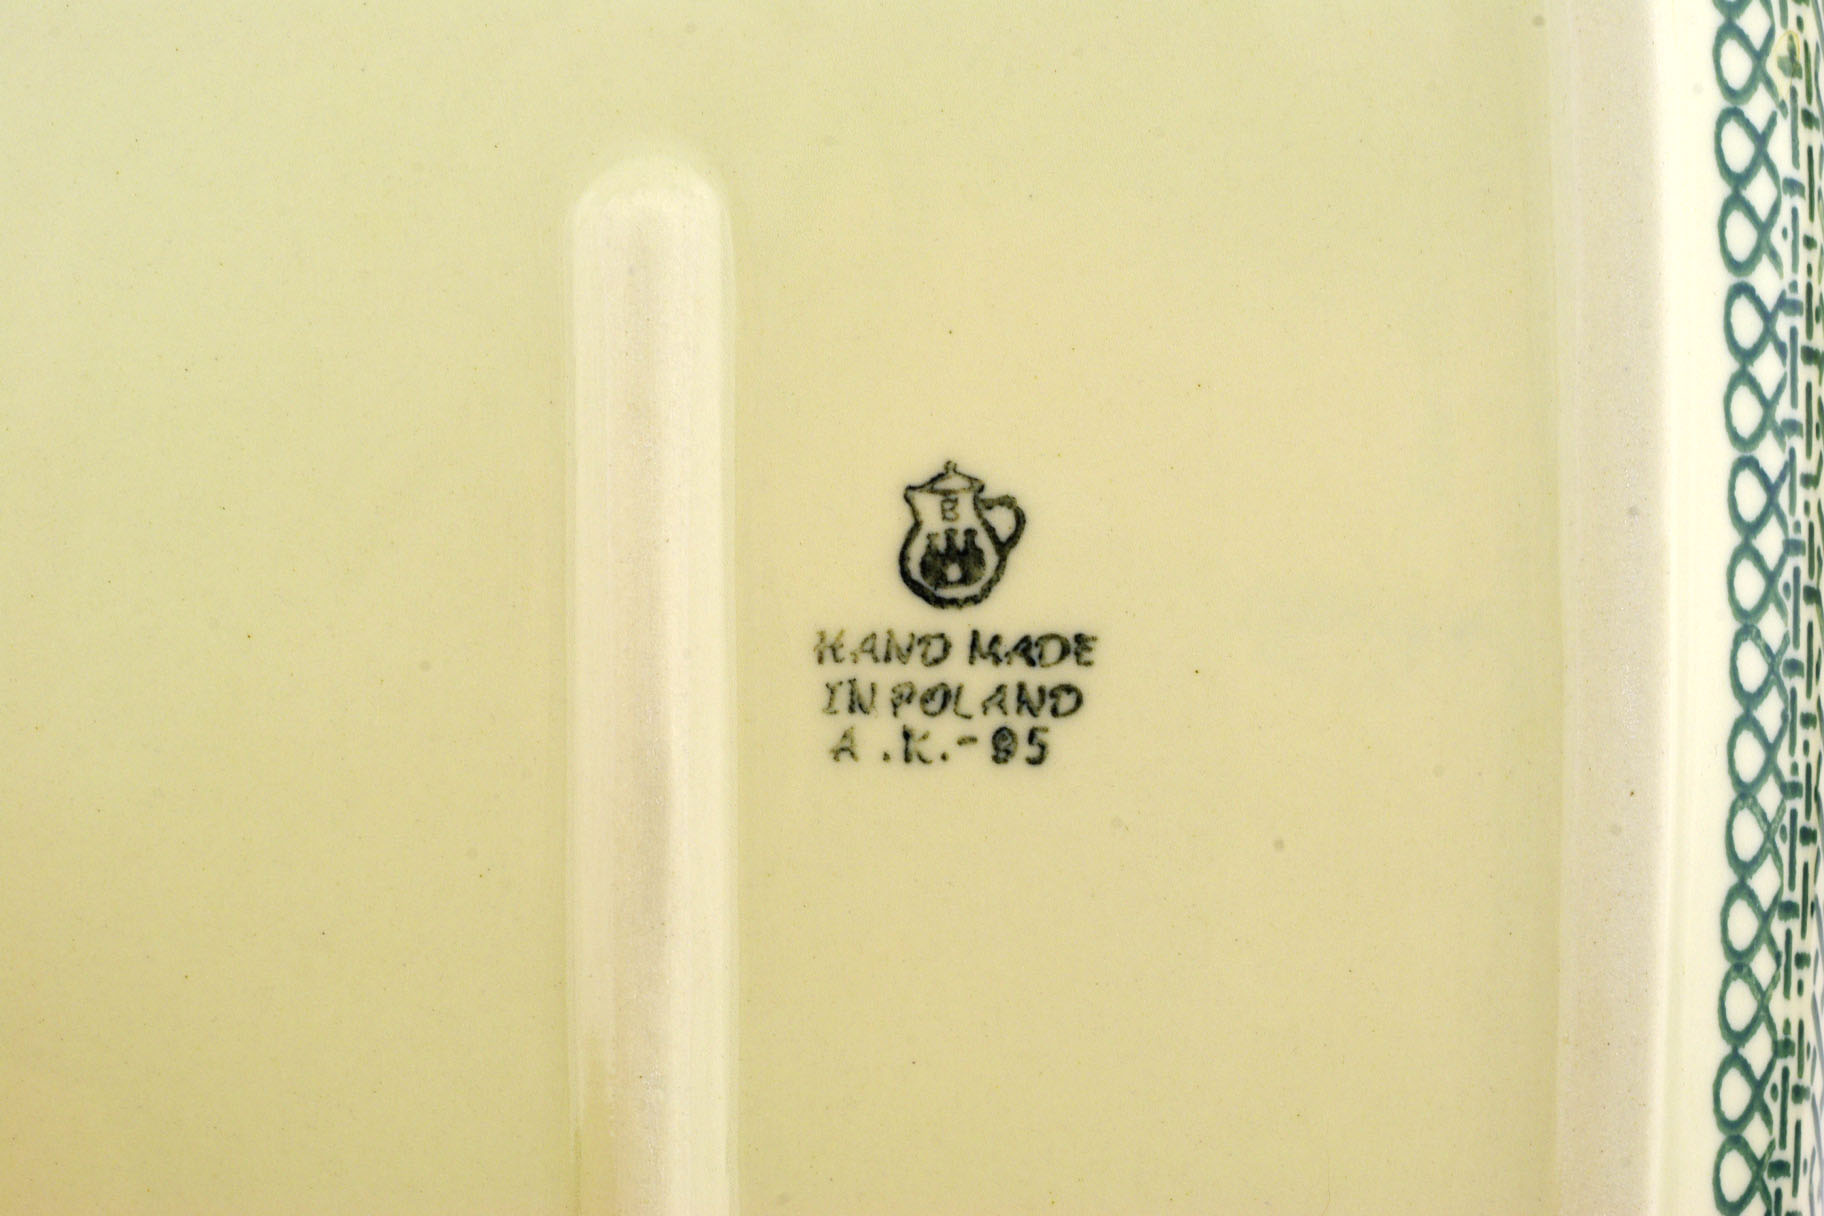 B
HAND MADE
IN POLAND
A.K.-85